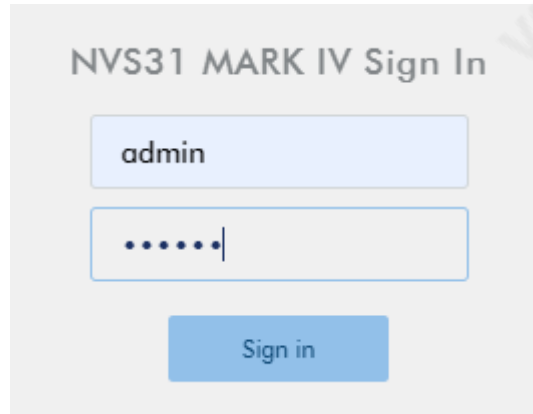 NVS31 MARK IV Sign In
admin
••••••
Sign in